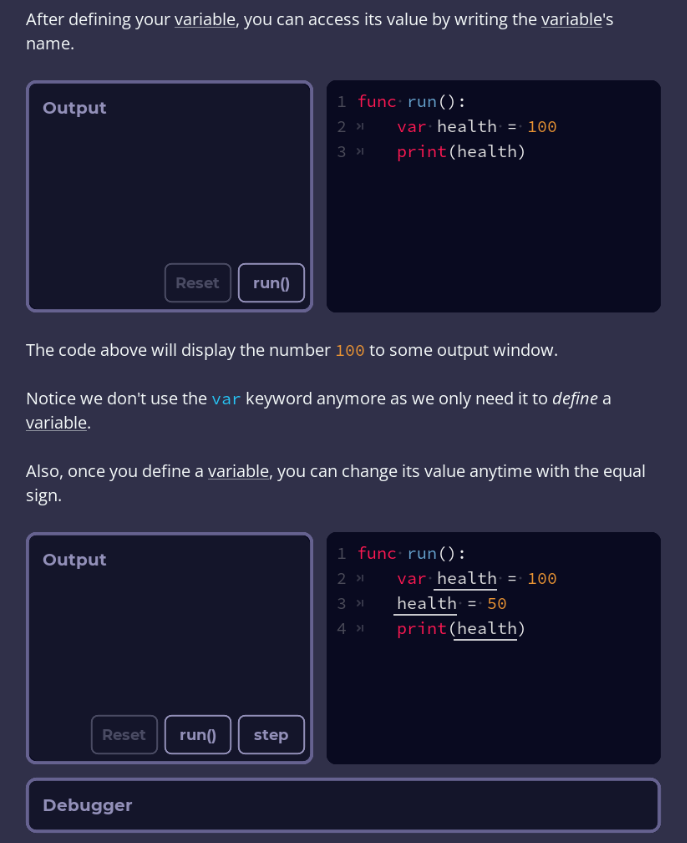 After defining your variable, you can access its value by writing the variable's
name.
Output
Reset run()
1 func run():
2 var health = 100
3 print(health)
The code above will display the number 100 to some output window.
Notice we don't use the var keyword anymore as we only need it to define a
variable.
Also, once you define a variable, you can change its value anytime with the equal
sign.
Output
Reset run() step
1 func run():
2 var health = 100
3 health = 50
4 print(health)
Debugger